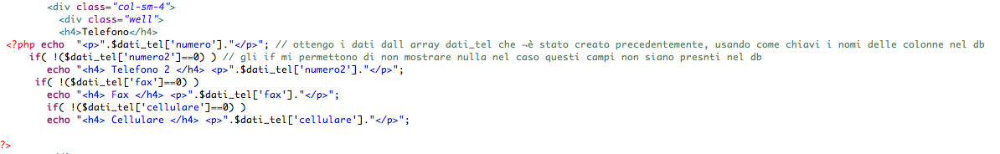 <div class="col-sm-4">
<div class="well">
<h4>Telefono</h4>
<?php echo "<p>".$dati_tel['numero']."</p>"; // ottengo i dati dall array dati_tel che ¬è stato creato precedentemente, usando come chiavi i nomi delle colonne nel db
if( !($dati_tel['numero2']==0) ) // gli if mi permettono di non mostrare nulla nel caso questi campi non siano presnti nel db
echo "<h4> Telefono 2 </h4> <p>".$dati_tel['numero2']."</p>";
if( !($dati_tel['fax']==0) )
echo "<h4> Fax </h4> <p>".$dati_tel['fax']."</p>";
if( !($dati_tel['cellulare']==0) )
echo "<h4> Cellulare </h4> <p>".$dati_tel['cellulare']."</p>";
?>